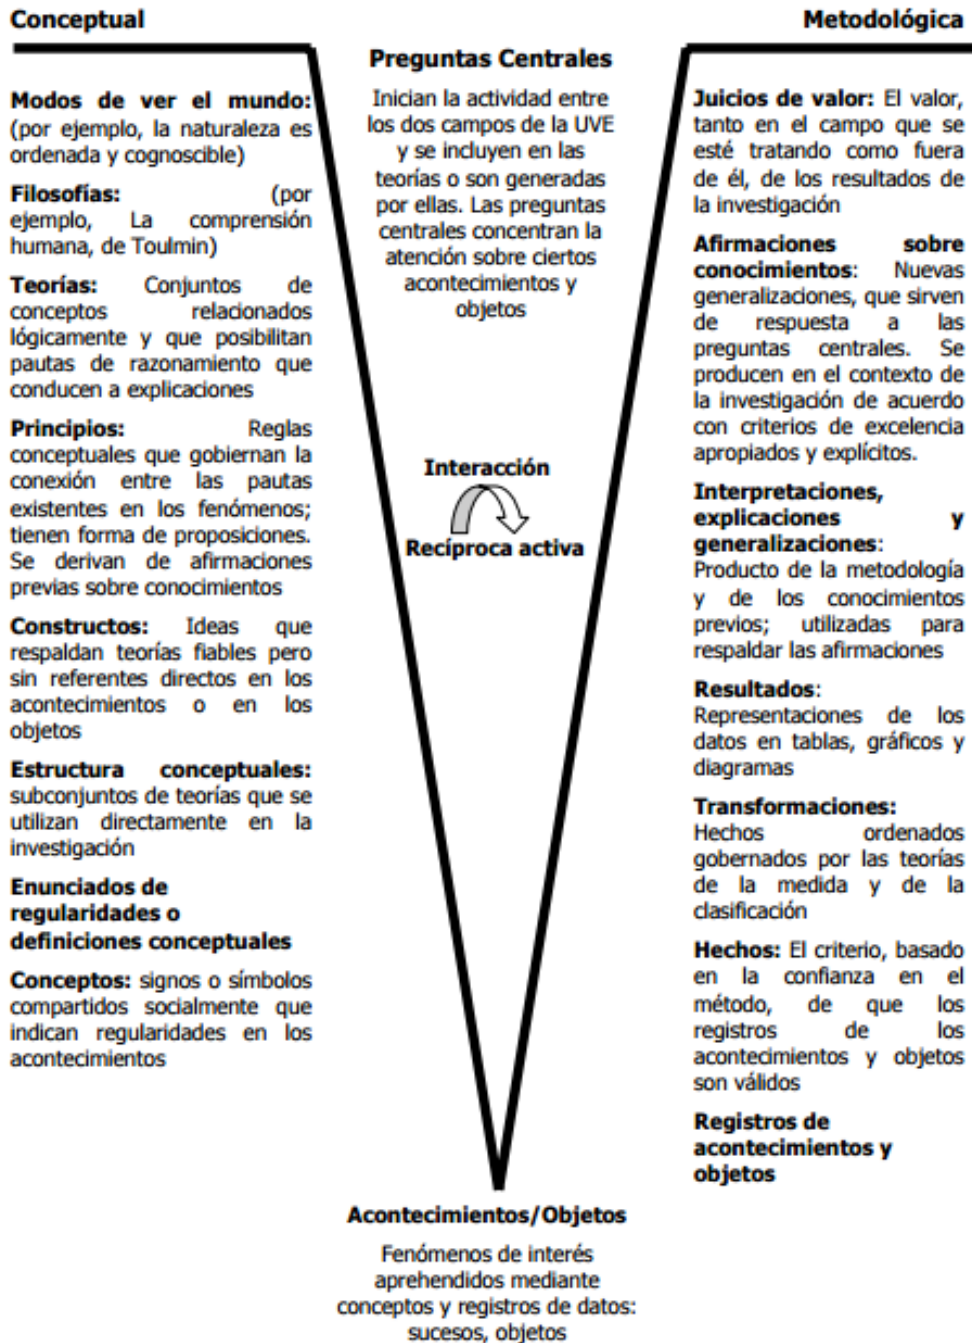 Conceptual
Modos de ver el mundo:
(por ejemplo, la naturaleza es
ordenada y cognoscible)
Filosofías: (por
ejemplo, La comprensión
humana, de Toulmin)
Teorías: Conjuntos de
conceptos relacionados
lógicamente y que posibilitan
pautas de razonamiento que
conducen a explicaciones
Principios: Reglas
conceptuales que gobiernan la
conexión entre las pautas
existentes en los fenómenos;
tienen forma de proposiciones.
Se derivan de afirmaciones
previas sobre conocimientos
Constructos: Ideas que
respaldan teorías fiables pero
sin referentes directos en los
acontecimientos o en los
objetos
Estructura conceptuales:
subconjuntos de teorías que se
utilizan directamente en la
investigación
Enunciados de
regularidades o
definiciones conceptuales
Conceptos: signos o símbolos
compartidos socialmente que
indican regularidades en los
acontecimientos
Preguntas Centrales
Inician la actividad entre
los dos campos de la UVE
y se incluyen en las
teorías o son generadas
por ellas. Las preguntas
centrales concentran la
atención sobre ciertos
acontecimientos y
objetos
Interacción
Recíproca activa
Metodológica
Juicios de valor: El valor,
tanto en el campo que se
esté tratando como fuera
de él, de los resultados de
la investigación
Afirmaciones sobre
conocimientos: Nuevas
generalizaciones, que sirven
de respuesta a las
preguntas centrales. Se
producen en el contexto de
la investigación de acuerdo
con criterios de excelencia
apropiados y explícitos.
Interpretaciones,
explicaciones y
generalizaciones:
Producto de la metodología
y de los conocimientos
previos; utilizadas para
respaldar las afirmaciones
Resultados:
Representaciones de los
datos en tablas, gráficos y
diagramas
Transformaciones:
Hechos ordenados
gobernados por las teorías
de la medida y de la
clasificación
Hechos: El criterio, basado
en la confianza en el
método, de que los
registros de los
acontecimientos y objetos
son válidos
Registros de
acontecimientos y
objetos
Acontecimientos/Objetos
Fenómenos de interés
aprehendidos mediante
conceptos y registros de datos:
sucesos, objetos